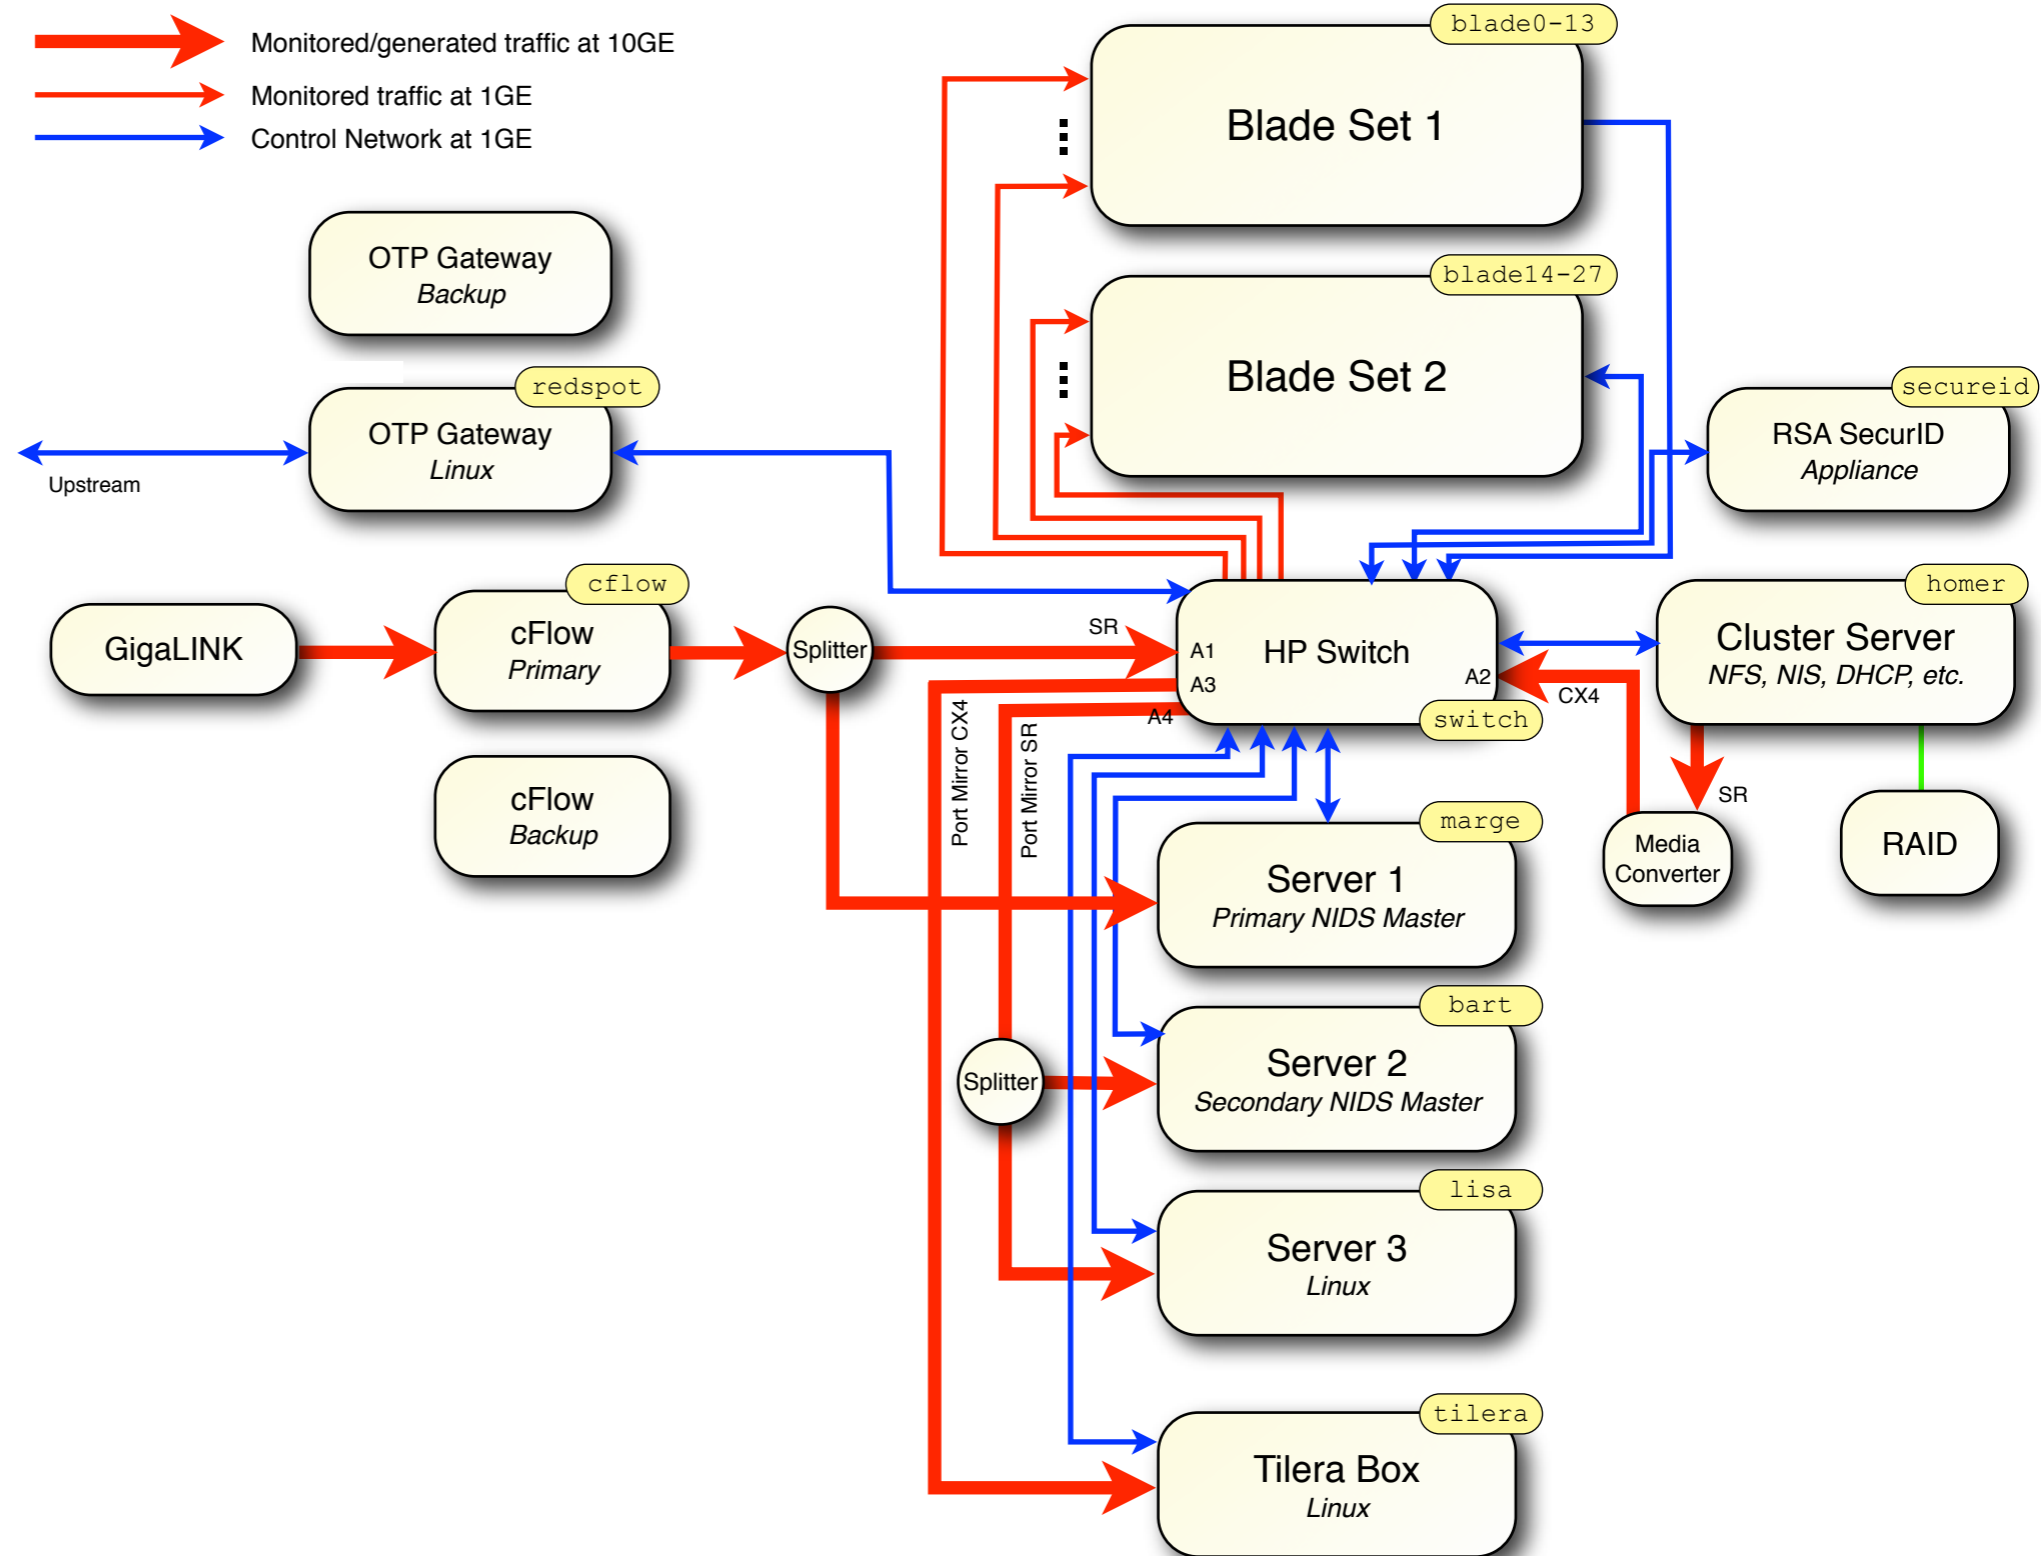 Monitored/generated traffic at 10GE
Monitored traffic at 1GE
Control Network at 1GE
blade0-13
Blade Set 1
OTP Gateway
Backup
blade14-27
Blade Set 2
redspot
OTP Gateway
Linux
Upstream
secureid
RSA SecurID
Appliance
GigaLINK
cflow
cFlow
Primary
Splitter
SR
A1
A3
A4
HP Switch
A2
switch
CX4
homer
Cluster Server
NFS, NIS, DHCP, etc.
SR
Media
Converter
RAID
cFlow
Backup
Port Mirror CX4
Port Mirror SR
marge
Server 1
Primary NIDS Master
bart
Server 2
Secondary NIDS Master
Splitter
lisa
Server 3
Linux
tilera
Tilera Box
Linux